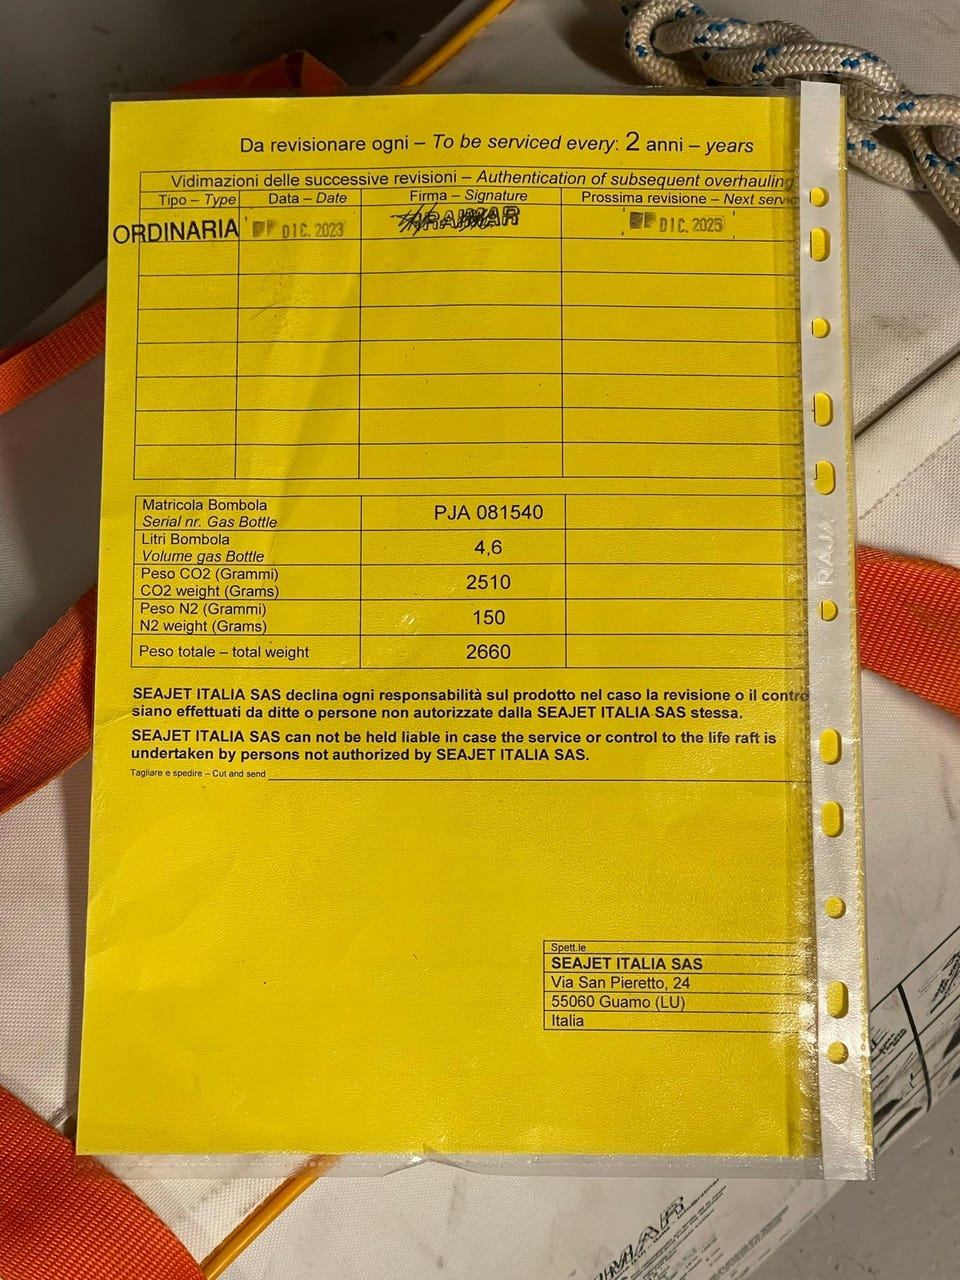 Da revisionare ogni – To be serviced every: 2 anni – years
Vidimazioni delle successive revisioni – Authentication of subsequent overhauling
Tipo – Type Data – Date Firma – Signature Prossima revisione – Next servic
ORDINARIA DIC. 2023 DIC. 2025
Matricola Bombola
Serial nr. Gas Bottle
PJA 081540
Litri Bombola
Volume gas Bottle
4,6
Peso CO2 (Grammi)
CO2 weight (Grams)
2510
Peso N2 (Grammi)
N2 weight (Grams)
150
Peso totale – total weight 2660
SEAJET ITALIA SAS declina ogni responsabilità sul prodotto nel caso la revisione o il contro
siano effettuati da ditte o persone non autorizzate dalla SEAJET ITALIA SAS stessa.
SEAJET ITALIA SAS can not be held liable in case the service or control to the life raft is
undertaken by persons not authorized by SEAJET ITALIA SAS.
Tagliare e spedire – Cut and send
Spett.le
SEAJET ITALIA SAS
Via San Pieretto, 24
55060 Guamo (LU)
Italia
RAJA